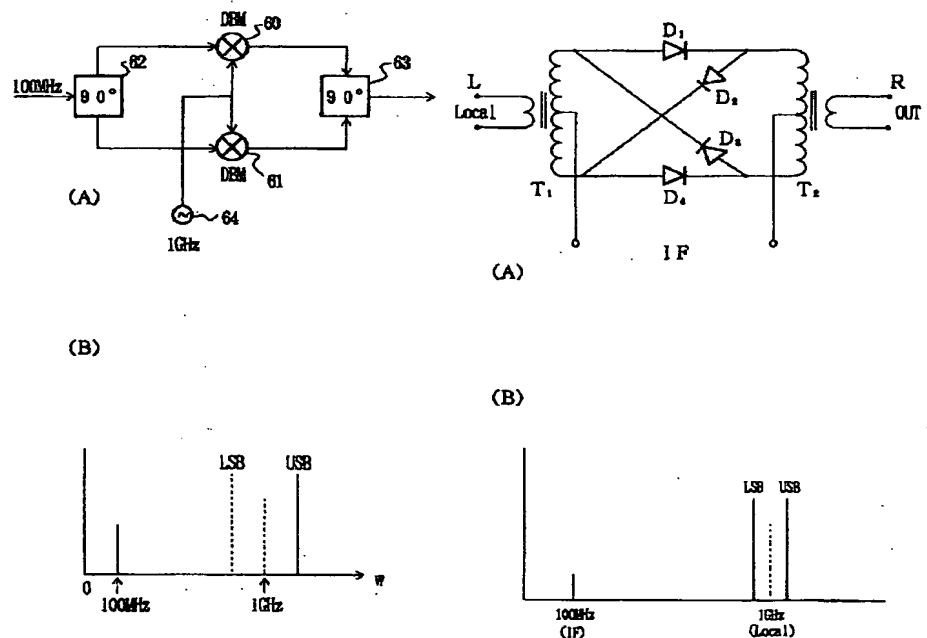 DBM
60
62
63
100MHz
90°
90°
DBM
61
(A)
64
1GHz
(B)
LSB
USB
0
100MHz
1GHz
W
D₁
L
Local
D₂
D₃
D₄
T₁
T₂
R
OUT
IF
(A)
(B)
LSB
USB
100MHz
(IF)
1GHz
(Local)